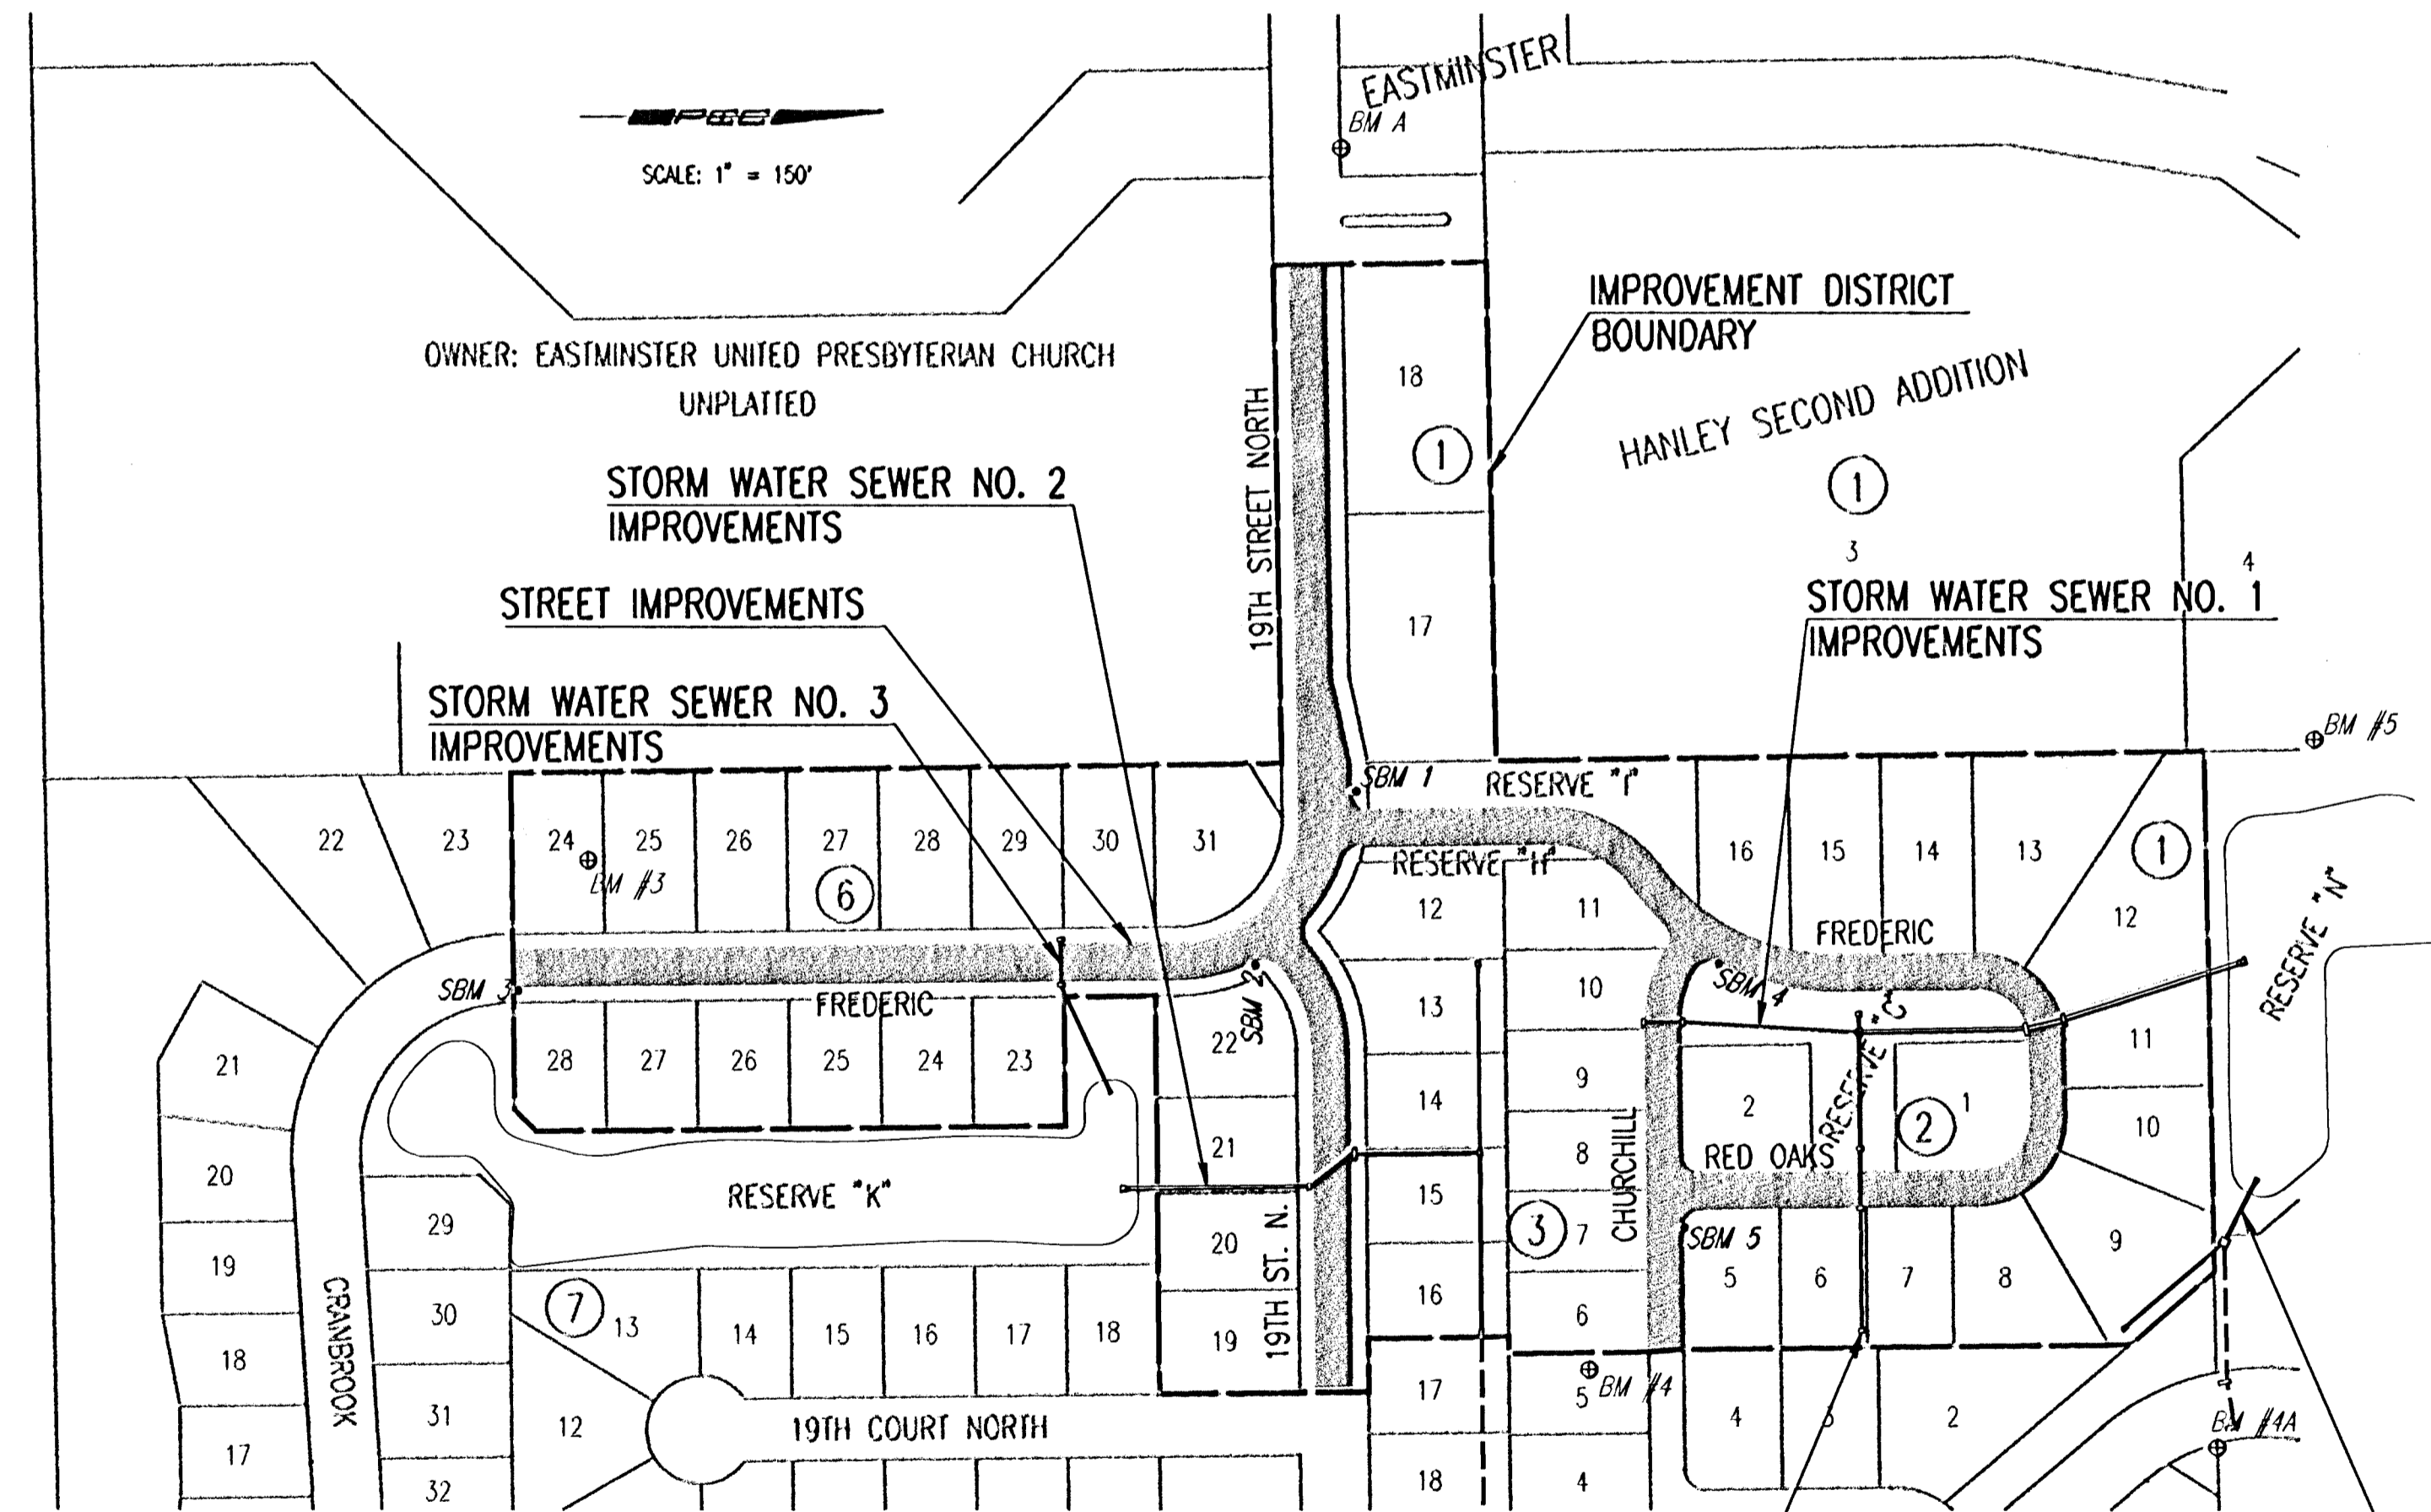 EASTMINSTER
BM A
PEC
SCALE: 1" = 150'
IMPROVEMENT DISTRICT
BOUNDARY
OWNER: EASTMINSTER UNITED PRESBYTERIAN CHURCH
UNPLATTED
18
1
HANLEY SECOND ADDITION
1
3
4
19TH STREET NORTH
STORM WATER SEWER NO. 2
IMPROVEMENTS
STREET IMPROVEMENTS
17
STORM WATER SEWER NO. 1
IMPROVEMENTS
STORM WATER SEWER NO. 3
IMPROVEMENTS
BM #5
SBM 1
RESERVE "I"
22
23
24
25
26
27
28
29
30
31
BM #3
6
RESERVE "H"
16
15
14
13
1
12
12
11
FREDERIC
RESERVE "N"
SBM 3
FREDERIC
SBM 2
13
10
SBM 4
RESERVE "C"
11
21
28
27
26
25
24
23
22
14
9
2
2
1
10
20
RESERVE "K"
21
15
8
CHURCHILL
RED OAKS
29
20
19TH ST. N.
3
7
SBM 5
9
19
CRANBROOK
30
7
13
14
15
16
17
18
19
16
6
5
6
7
8
18
31
12
19TH COURT NORTH
17
BM #4
5
4
3
2
BM #4A
17
32
18
4